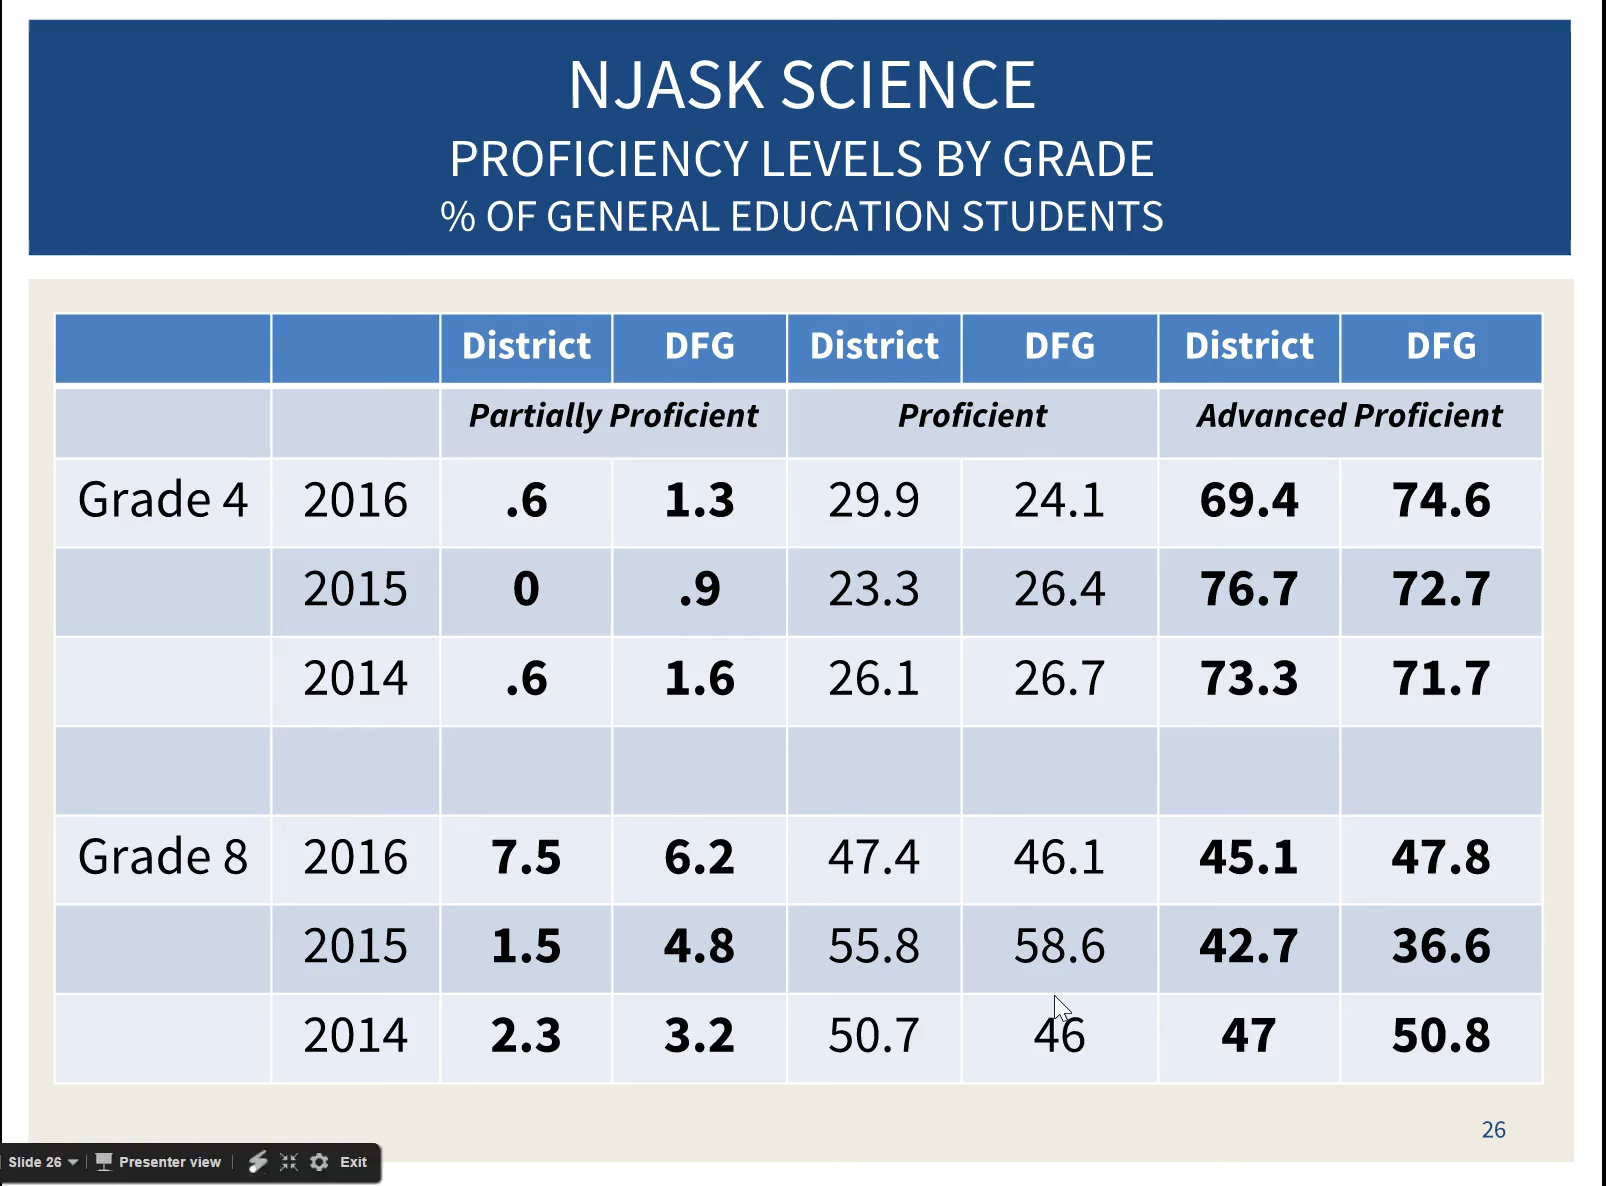 NJASK SCIENCE
PROFICIENCY LEVELS BY GRADE
% OF GENERAL EDUCATION STUDENTS
District DFG District DFG District DFG
Partially Proficient Proficient Advanced Proficient
Grade 4 2016 .6 1.3 29.9 24.1 69.4 74.6
2015 0 .9 23.3 26.4 76.7 72.7
2014 .6 1.6 26.1 26.7 73.3 71.7
Grade 8 2016 7.5 6.2 47.4 46.1 45.1 47.8
2015 1.5 4.8 55.8 58.6 42.7 36.6
2014 2.3 3.2 50.7 46 47 50.8
26
Slide 26 Presenter view Exit